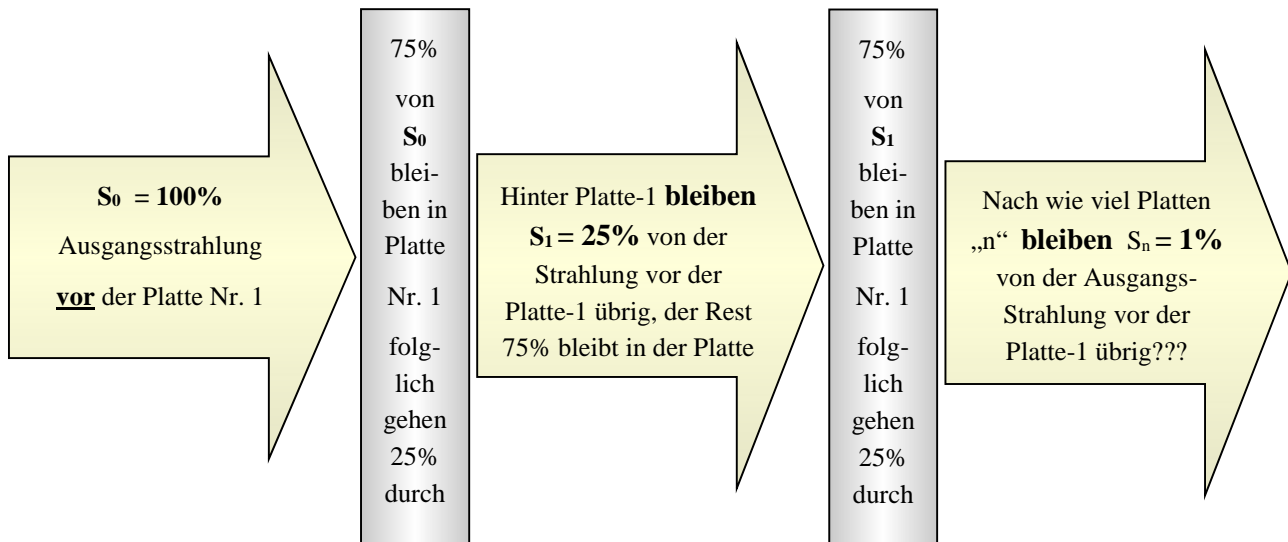 S0 = 100%
Ausgangsstrahlung
vor der Platte Nr. 1
75%
von
S0
blei-
ben in
Platte
Nr. 1
folg-
lich
gehen
25%
durch
Hinter Platte-1 bleiben
S1 = 25% von der
Strahlung vor der
Platte-1 übrig, der Rest
75% bleibt in der Platte
75%
von
S1
blei-
ben in
Platte
Nr. 1
folg-
lich
gehen
25%
durch
Nach wie viel Platten
„n“ bleiben Sn = 1%
von der Ausgangs-
Strahlung vor der
Platte-1 übrig???